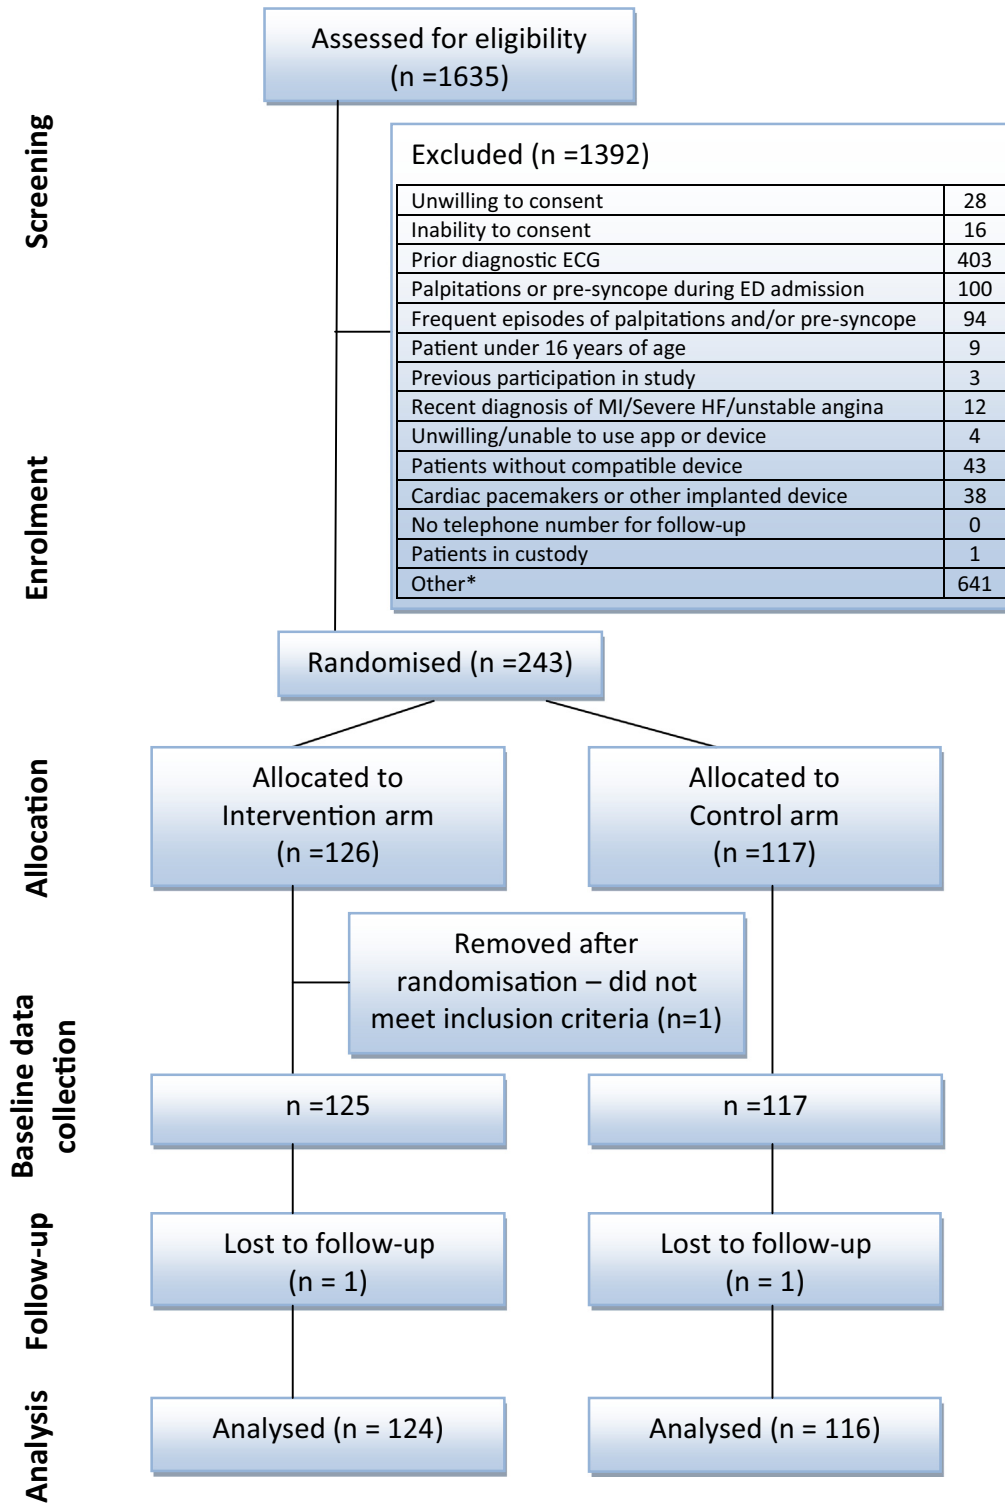 Assessed for eligibility
(n =1635)
Screening
Excluded (n =1392)
Unwilling to consent 28
Inability to consent 16
Prior diagnostic ECG 403
Palpitations or pre-syncope during ED admission 100
Frequent episodes of palpitations and/or pre-syncope 94
Patient under 16 years of age 9
Previous participation in study 3
Recent diagnosis of MI/Severe HF/unstable angina 12
Unwilling/unable to use app or device 4
Patients without compatible device 43
Cardiac pacemakers or other implanted device 38
No telephone number for follow-up 0
Patients in custody 1
Other* 641
Enrolment
Randomised (n =243)
Allocation
Allocated to
Intervention arm
(n =126)
Allocated to
Control arm
(n =117)
Removed after
randomisation – did not
meet inclusion criteria (n=1)
Baseline data
collection
n =125
n =117
Follow-up
Lost to follow-up
(n = 1)
Lost to follow-up
(n = 1)
Analysis
Analysed (n = 124)
Analysed (n = 116)